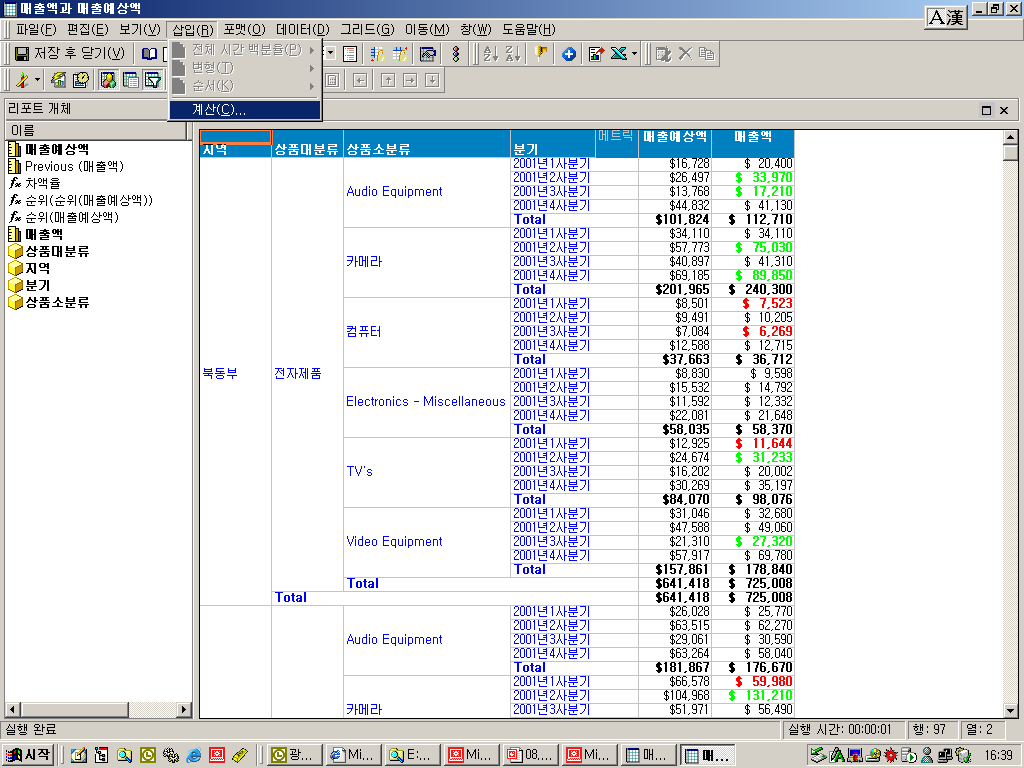 매출액과 매출예상액
A漢
파일(F) 편집(E) 보기(V) 삽입(R) 포맷(O) 데이터(D) 그리드(G) 이동(M) 창(W) 도움말(H)
저장 후 닫기(V)
전체 시간 백분율(P)
변형(T)
순서(K)
계산(C)...
리포트 개체
이름
매출예상액
Previous (매출액)
차액율
순위(순위(매출예상액))
순위(매출예상액)
매출액
상품대분류
지역
분기
상품소분류
메트릭 매출예상액 매출액
지역 상품대분류 상품소분류 분기
2001년1사분기 $16,728 $ 20,400
2001년2사분기 $26,497 $ 33,970
Audio Equipment
2001년3사분기 $13,768 $ 17,210
2001년4사분기 $44,832 $ 41,130
Total $101,824 $ 112,710
2001년1사분기 $34,110 $ 34,110
2001년2사분기 $57,773 $ 75,030
카메라 2001년3사분기 $40,897 $ 41,310
2001년4사분기 $69,185 $ 89,850
Total $201,965 $ 240,300
2001년1사분기 $8,501 $ 7,523
2001년2사분기 $9,491 $ 10,205
컴퓨터 2001년3사분기 $7,084 $ 6,269
2001년4사분기 $12,588 $ 12,715
Total $37,663 $ 36,712
북동부 전자제품 2001년1사분기 $8,830 $ 9,598
2001년2사분기 $15,532 $ 14,792
Electronics - Miscellaneous 2001년3사분기 $11,592 $ 12,332
2001년4사분기 $22,081 $ 21,648
Total $58,035 $ 58,370
2001년1사분기 $12,925 $ 11,644
2001년2사분기 $24,674 $ 31,233
TV's 2001년3사분기 $16,202 $ 20,002
2001년4사분기 $30,269 $ 35,197
Total $84,070 $ 98,076
2001년1사분기 $31,046 $ 32,680
2001년2사분기 $47,588 $ 49,060
Video Equipment 2001년3사분기 $21,310 $ 27,320
2001년4사분기 $57,917 $ 69,780
Total $157,861 $ 178,840
Total $641,418 $ 725,008
Total $641,418 $ 725,008
2001년1사분기 $26,028 $ 25,770
2001년2사분기 $63,515 $ 62,270
Audio Equipment 2001년3사분기 $29,061 $ 30,590
2001년4사분기 $63,264 $ 58,040
Total $181,867 $ 176,670
2001년1사분기 $66,578 $ 59,980
2001년2사분기 $104,968 $ 131,210
카메라 2001년3사분기 $51,971 $ 56,490
실행 완료 실행 시간: 00:00:01 행: 97 열: 2
시작 광... Mi... E:... Mi... 08.... Mi... 매... 매... 16:39